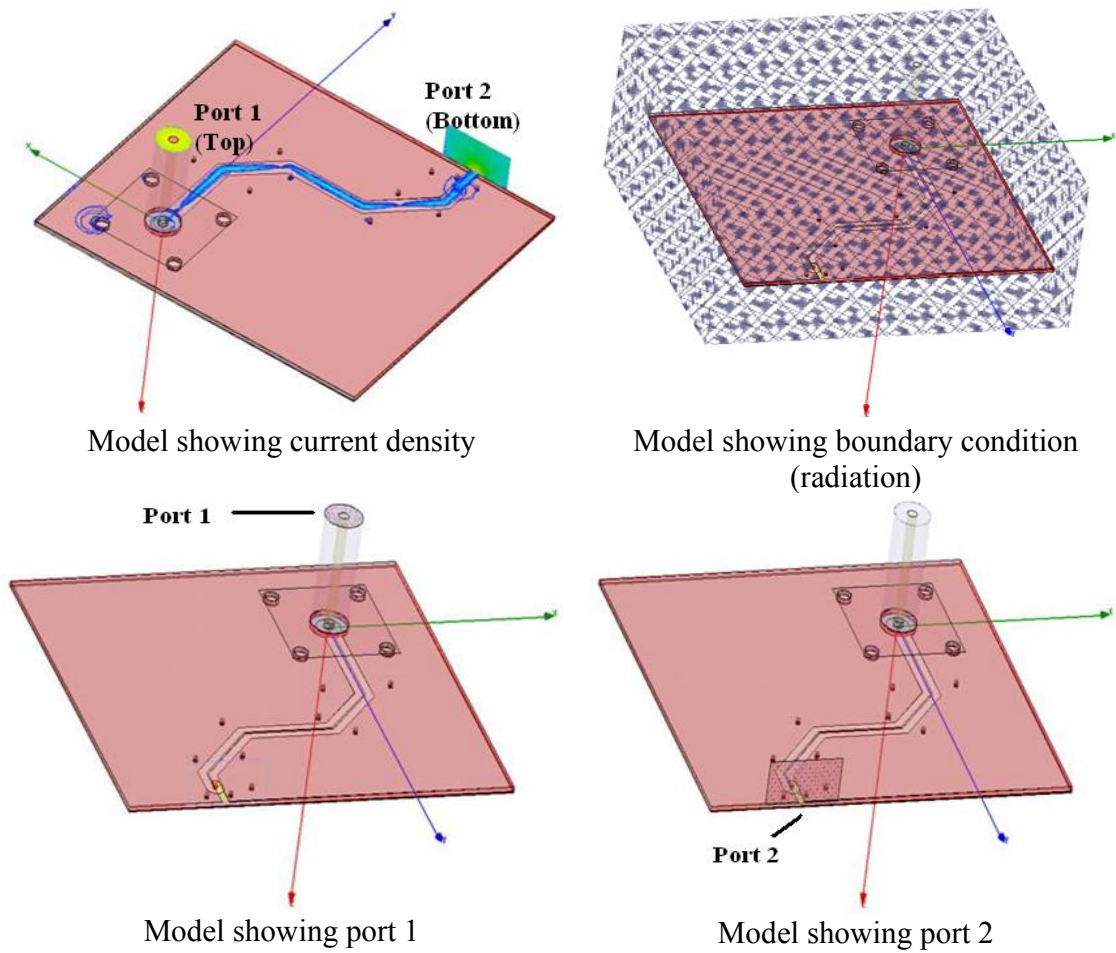 Port 1
(Top)
Port 2
(Bottom)
Model showing current density
Model showing boundary condition
(radiation)
Port 1
Model showing port 1
Port 2
Model showing port 2